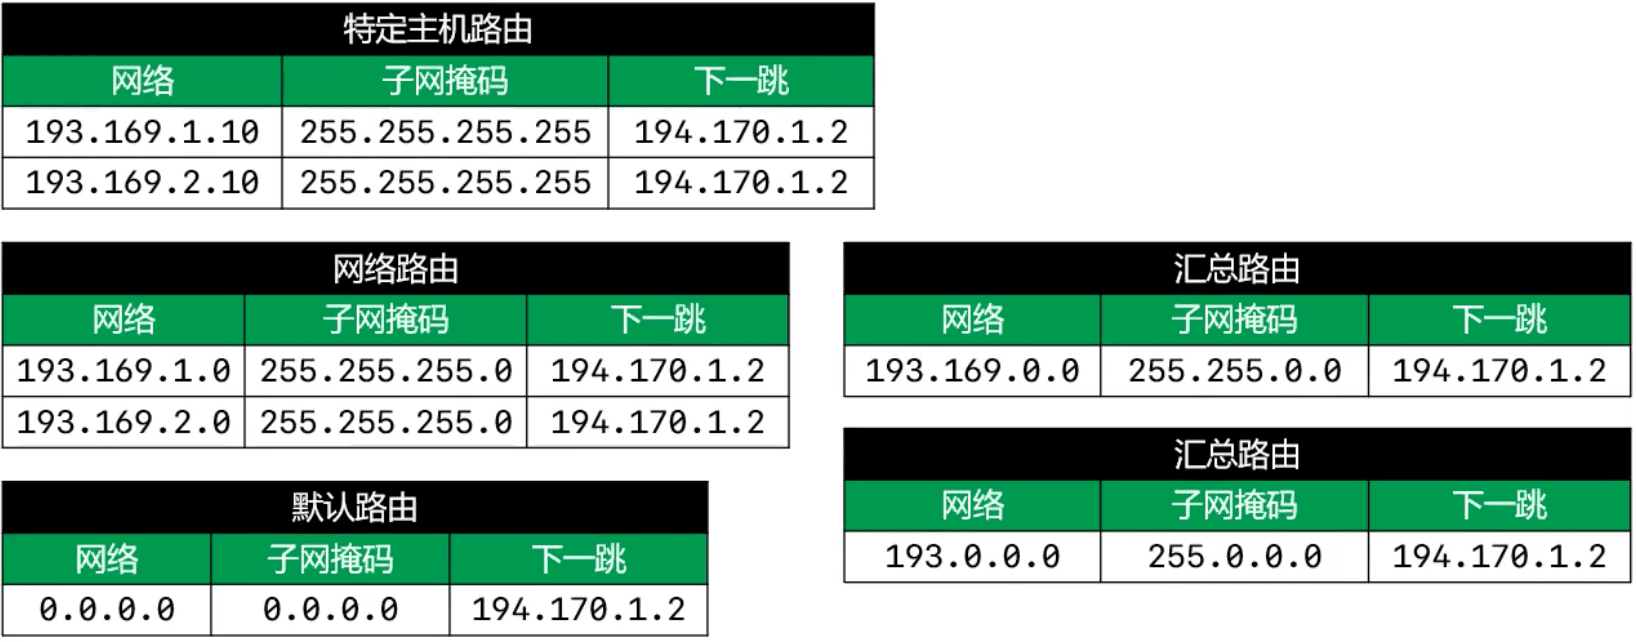 特定主机路由
网络 子网掩码 下一跳
193.169.1.10 255.255.255.255 194.170.1.2
193.169.2.10 255.255.255.255 194.170.1.2
网络路由
网络 子网掩码 下一跳
193.169.1.0 255.255.255.0 194.170.1.2
193.169.2.0 255.255.255.0 194.170.1.2
汇总路由
网络 子网掩码 下一跳
193.169.0.0 255.255.0.0 194.170.1.2
默认路由
网络 子网掩码 下一跳
0.0.0.0 0.0.0.0 194.170.1.2
汇总路由
网络 子网掩码 下一跳
193.0.0.0 255.0.0.0 194.170.1.2